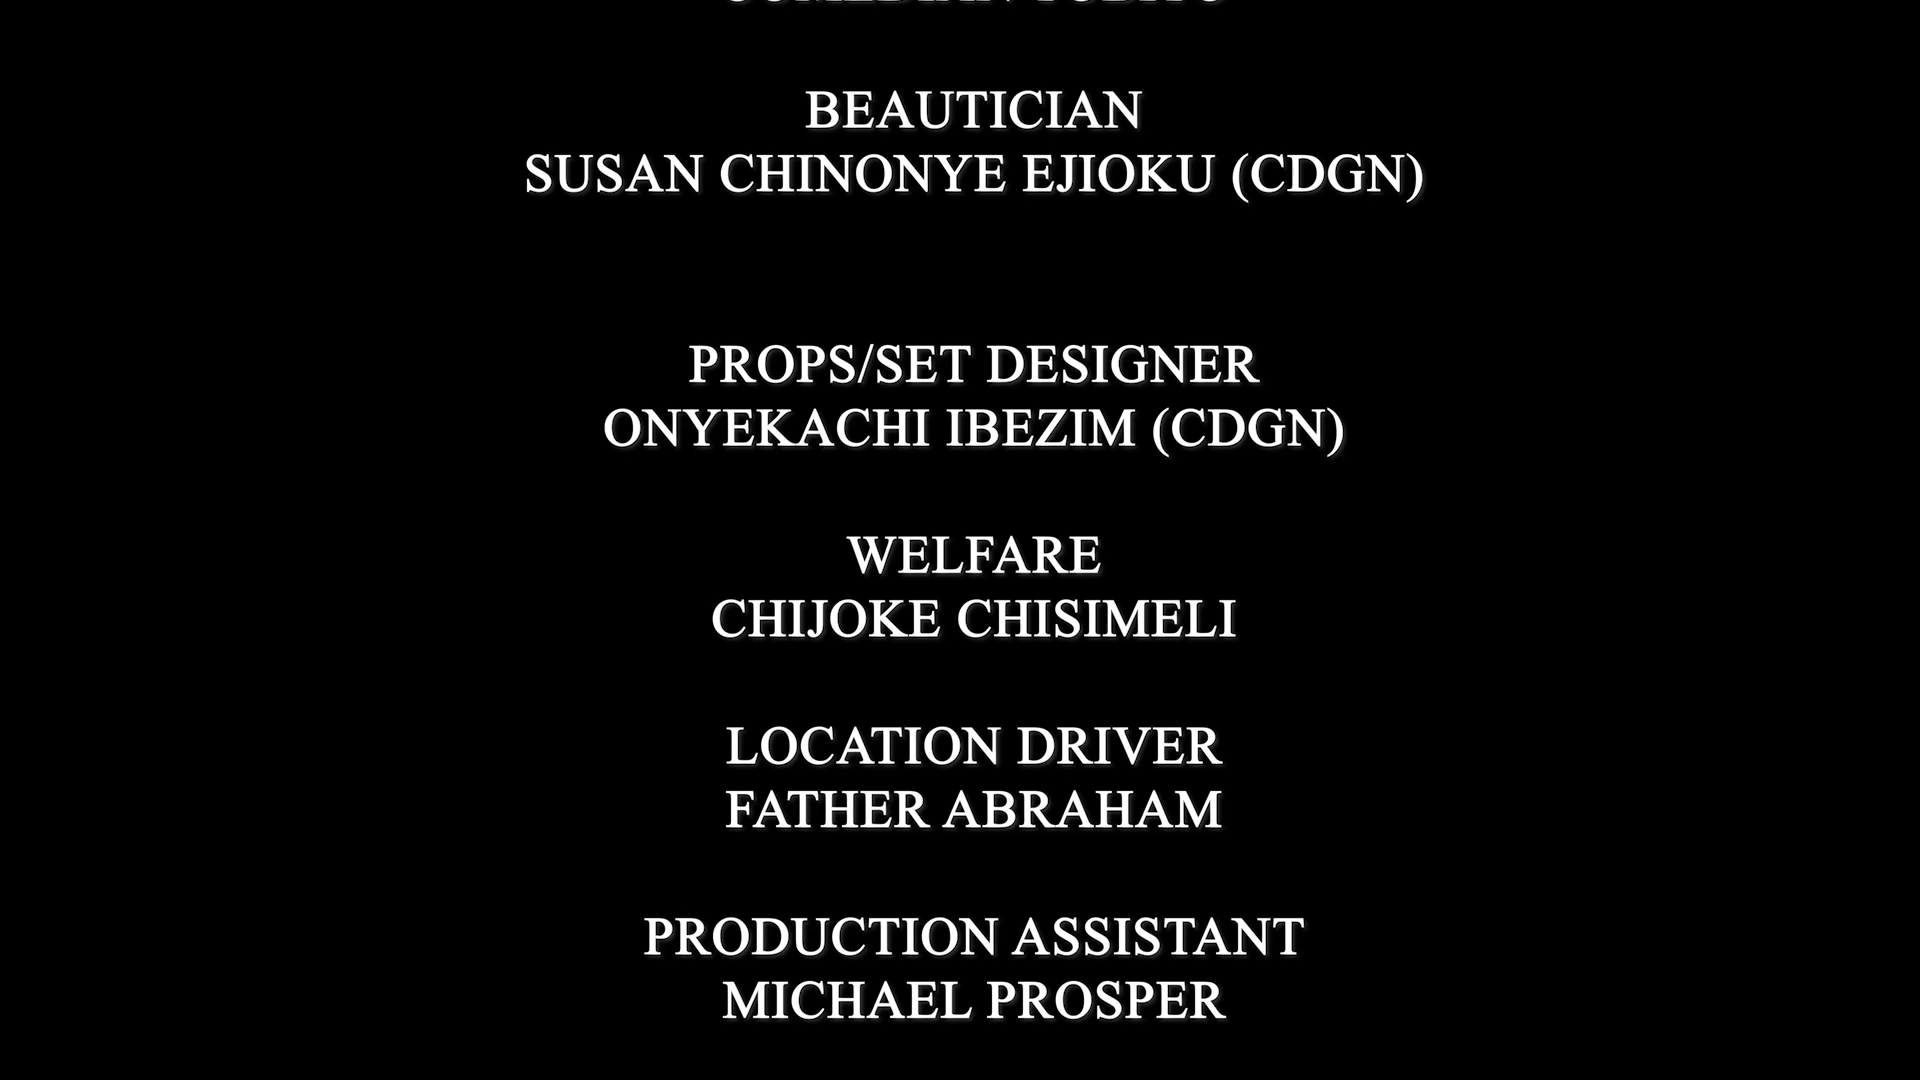 BEAUTICIAN
SUSAN CHINONYE EJIOKU (CDGN)
PROPS/SET DESIGNER
ONYEKACHI IBEZIM (CDGN)
WELFARE
CHIJOKE CHISIMELI
LOCATION DRIVER
FATHER ABRAHAM
PRODUCTION ASSISTANT
MICHAEL PROSPER